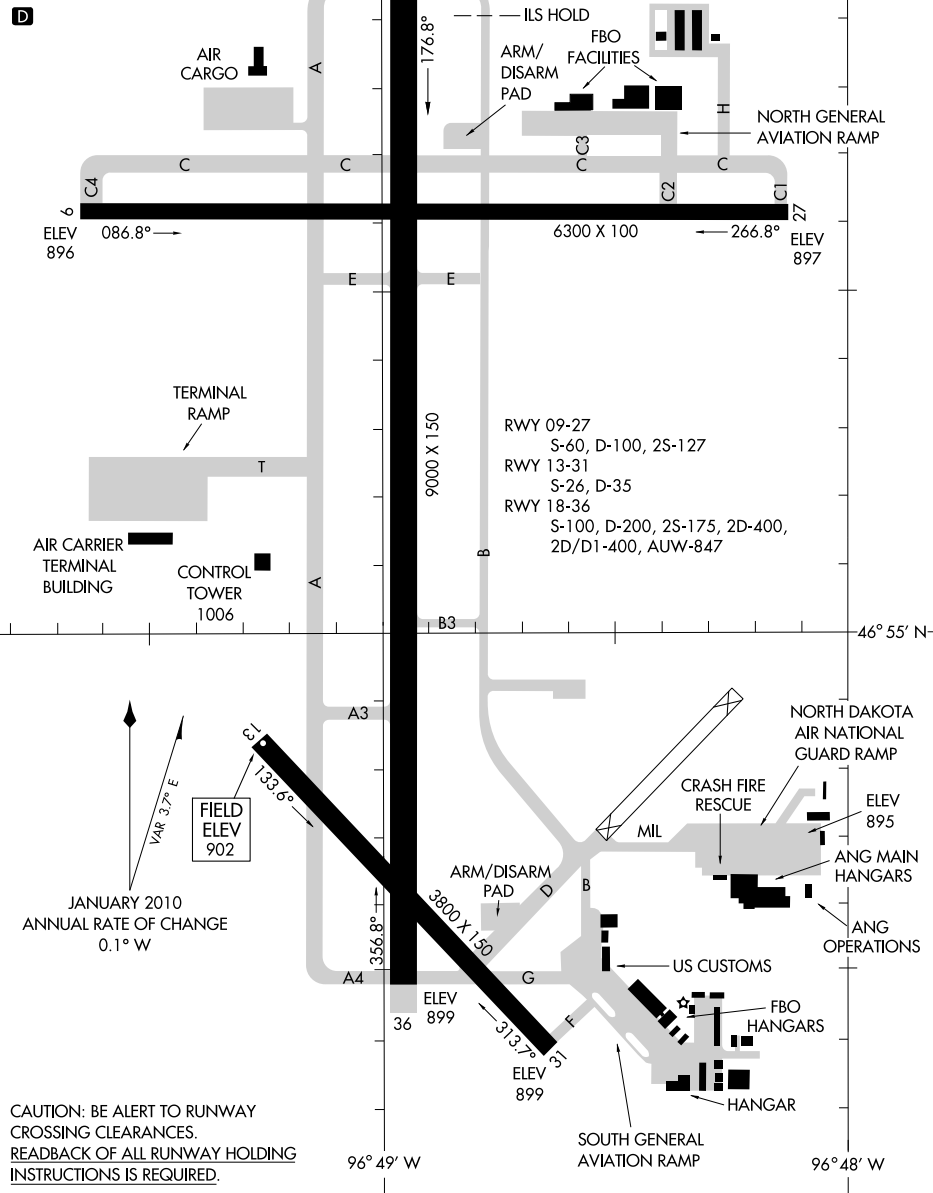 D
ILS HOLD
176.8°
A
AIR
CARGO
ARM/
DISARM
PAD
FBO
FACILITIES
H
NORTH GENERAL
AVIATION RAMP
C3
C
C
C
C
C4
C2
C1
6
27
ELEV
896
086.8°
6300 X 100
266.8°
ELEV
897
E
E
TERMINAL
RAMP
9000 X 150
RWY 09-27
S-60, D-100, 2S-127
RWY 13-31
S-26, D-35
RWY 18-36
S-100, D-200, 2S-175, 2D-400,
2D/D1-400, AUW-847
T
AIR CARRIER
TERMINAL
BUILDING
CONTROL
TOWER
1006
A
B
B3
46° 55' N
A3
13
133.6°
VAR 3.7° E
FIELD
ELEV
902
JANUARY 2010
ANNUAL RATE OF CHANGE
0.1° W
NORTH DAKOTA
AIR NATIONAL
GUARD RAMP
CRASH FIRE
RESCUE
ELEV
895
MIL
ANG MAIN
HANGARS
ARM/DISARM
PAD
D
B
3800 X 150
356.8°
ANG
OPERATIONS
US CUSTOMS
A4
G
ELEV
899
36
313.7°
F
31
ELEV
899
FBO
HANGARS
HANGAR
SOUTH GENERAL
AVIATION RAMP
CAUTION: BE ALERT TO RUNWAY
CROSSING CLEARANCES.
READBACK OF ALL RUNWAY HOLDING
INSTRUCTIONS IS REQUIRED.
96° 49' W
96° 48' W